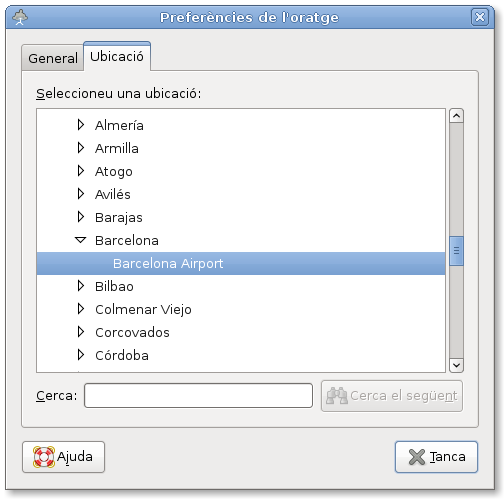 Preferències de l'oratge
General
Ubicació
Seleccioneu una ubicació:
Almería
Armilla
Atogo
Avilés
Barajas
Barcelona
Barcelona Airport
Bilbao
Colmenar Viejo
Corcovados
Córdoba
Cerca:
Cerca el següent
Ajuda
Tanca